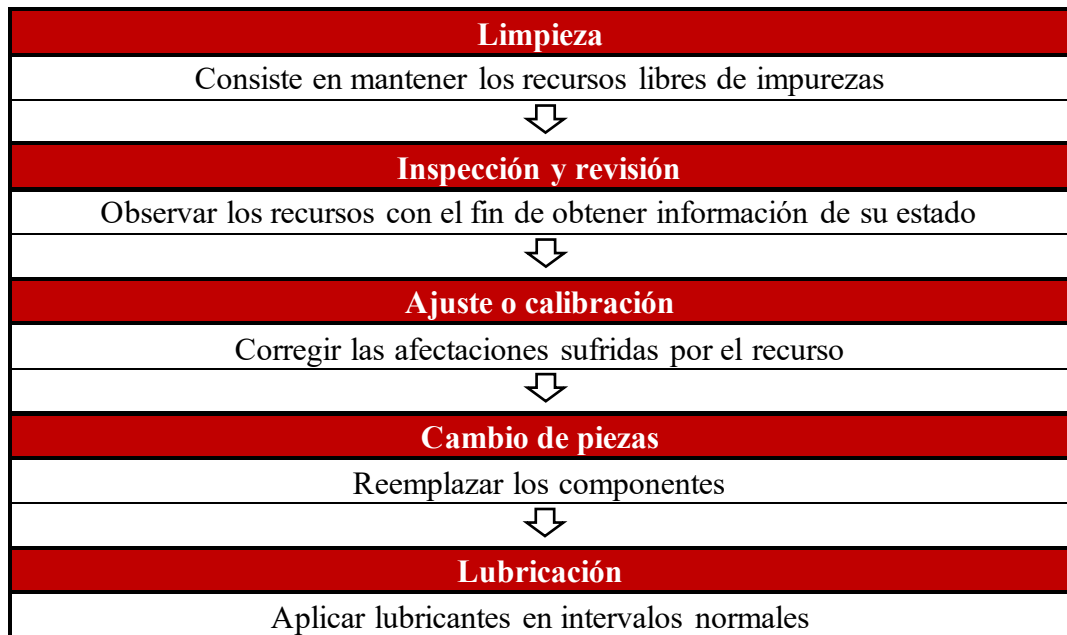 Limpieza
Consiste en mantener los recursos libres de impurezas
Inspección y revisión
Observar los recursos con el fin de obtener información de su estado
Ajuste o calibración
Corregir las afectaciones sufridas por el recurso
Cambio de piezas
Reemplazar los componentes
Lubricación
Aplicar lubricantes en intervalos normales